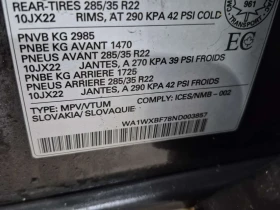 REAR-TIRES 285/35 R22
10JX22 RIMS, AT 290 KPA 42 PSI COLD
PNVB KG 2985
PNBE KG AVANT 1470
PNEUS AVANT 285/35 R22
10JX22 JANTES, A 270 KPA 39 PSI FROIDS
PNBE KG ARRIERE 1725
PNEUS ARRIERE 285/35 R22
10JX22 JANTES, A 290 KPA 42 PSI FROIDS
TYPE: MPV/VTUM COMPLY: ICES/NMB-002
SLOVAKIA/ SLOVAQUIE
TRANSPORT
961
EC